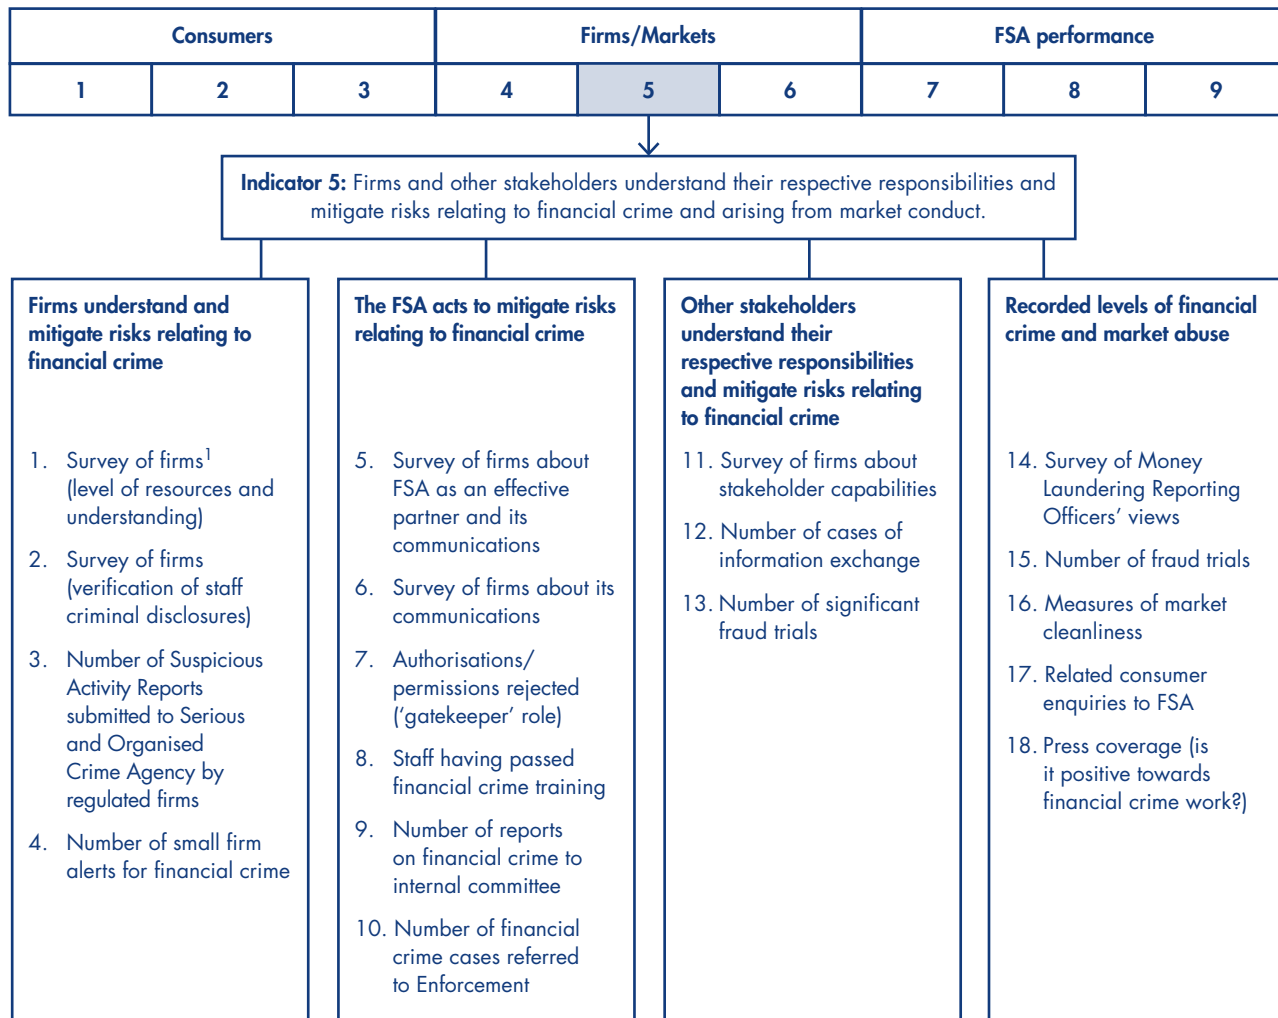 Consumers
Firms/Markets
FSA performance
1 2 3 4 5 6 7 8 9
Indicator 5: Firms and other stakeholders understand their respective responsibilities and
mitigate risks relating to financial crime and arising from market conduct.
Firms understand and
mitigate risks relating to
financial crime
1. Survey of firms1
(level of resources and
understanding)
2. Survey of firms
(verification of staff
criminal disclosures)
3. Number of Suspicious
Activity Reports
submitted to Serious
and Organised
Crime Agency by
regulated firms
4. Number of small firm
alerts for financial crime
The FSA acts to mitigate risks
relating to financial crime
5. Survey of firms about
FSA as an effective
partner and its
communications
6. Survey of firms about its
communications
7. Authorisations/
permissions rejected
('gatekeeper' role)
8. Staff having passed
financial crime training
9. Number of reports
on financial crime to
internal committee
10. Number of financial
crime cases referred
to Enforcement
Other stakeholders
understand their
respective responsibilities
and mitigate risks relating
to financial crime
11. Survey of firms about
stakeholder capabilities
12. Number of cases of
information exchange
13. Number of significant
fraud trials
Recorded levels of financial
crime and market abuse
14. Survey of Money
Laundering Reporting
Officers' views
15. Number of fraud trials
16. Measures of market
cleanliness
17. Related consumer
enquiries to FSA
18. Press coverage (is
it positive towards
financial crime work?)